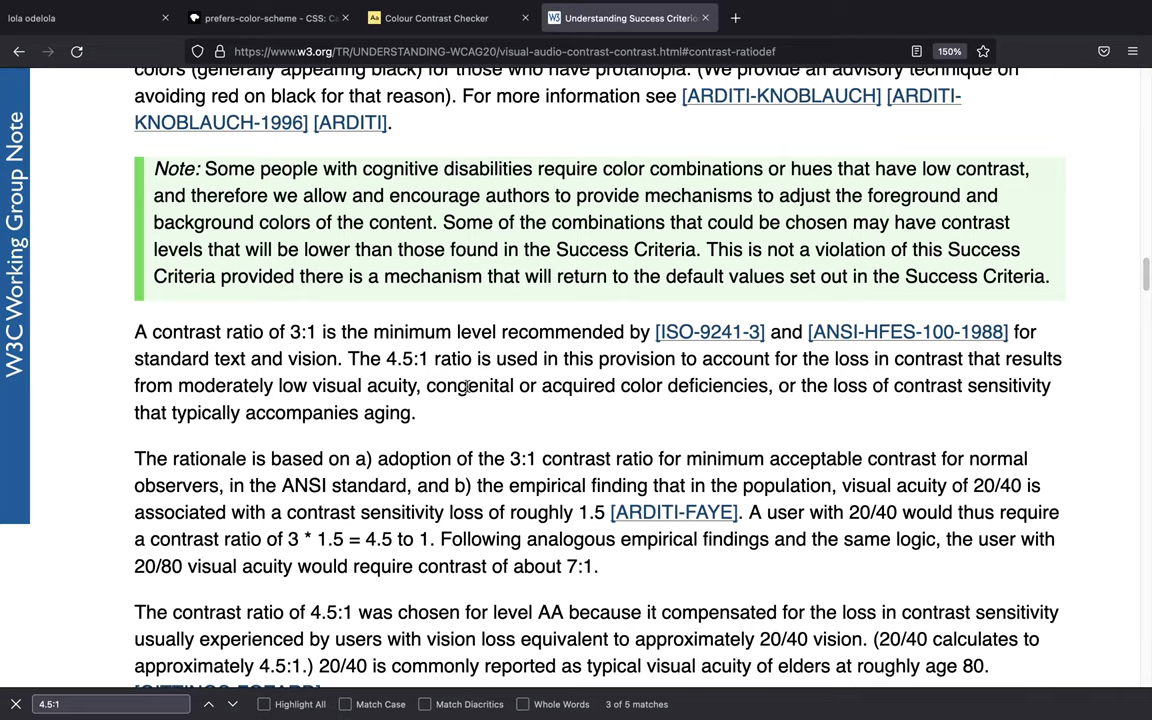 lola odelola
prefers-color-scheme - CSS: Ca
Aa
Colour Contrast Checker
Understanding Success Criterio
https://www.w3.org/TR/UNDERSTANDING-WCAG20/visual-audio-contrast-contrast.html#contrast-ratiodef
150%
W3C Working Group Note
colors (generally appearing black) for those who have protanopia. (We provide an advisory technique on
avoiding red on black for that reason). For more information see [ARDITI-KNOBLAUCH] [ARDITI-
KNOBLAUCH-1996] [ARDITI].
Note: Some people with cognitive disabilities require color combinations or hues that have low contrast,
and therefore we allow and encourage authors to provide mechanisms to adjust the foreground and
background colors of the content. Some of the combinations that could be chosen may have contrast
levels that will be lower than those found in the Success Criteria. This is not a violation of this Success
Criteria provided there is a mechanism that will return to the default values set out in the Success Criteria.
A contrast ratio of 3:1 is the minimum level recommended by [ISO-9241-3] and [ANSI-HFES-100-1988] for
standard text and vision. The 4.5:1 ratio is used in this provision to account for the loss in contrast that results
from moderately low visual acuity, congenital or acquired color deficiencies, or the loss of contrast sensitivity
that typically accompanies aging.
The rationale is based on a) adoption of the 3:1 contrast ratio for minimum acceptable contrast for normal
observers, in the ANSI standard, and b) the empirical finding that in the population, visual acuity of 20/40 is
associated with a contrast sensitivity loss of roughly 1.5 [ARDITI-FAYE]. A user with 20/40 would thus require
a contrast ratio of 3 * 1.5 = 4.5 to 1. Following analogous empirical findings and the same logic, the user with
20/80 visual acuity would require contrast of about 7:1.
The contrast ratio of 4.5:1 was chosen for level AA because it compensated for the loss in contrast sensitivity
usually experienced by users with vision loss equivalent to approximately 20/40 vision. (20/40 calculates to
approximately 4.5:1.) 20/40 is commonly reported as typical visual acuity of elders at roughly age 80.
4.5:1
Highlight All
Match Case
Match Diacritics
Whole Words
3 of 5 matches